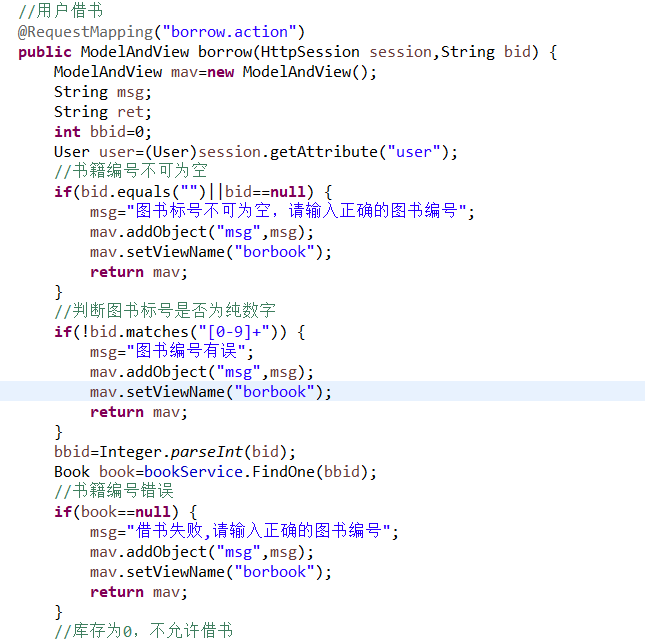 //用户借书
@RequestMapping("borrow.action")
public ModelAndView borrow(HttpSession session,String bid) {
ModelAndView mav=new ModelAndView();
String msg;
String ret;
int bbid=0;
User user=(User)session.getAttribute("user");
//书籍编号不可为空
if(bid.equals("")||bid==null) {
msg="图书标号不可为空，请输入正确的图书编号";
mav.addObject("msg",msg);
mav.setViewName("borbook");
return mav;
}
//判断图书标号是否为纯数字
if(!bid.matches("[0-9]+")) {
msg="图书编号有误";
mav.addObject("msg",msg);
mav.setViewName("borbook");
return mav;
}
bbid=Integer.parseInt(bid);
Book book=bookService.FindOne(bbid);
//书籍编号错误
if(book==null) {
msg="借书失败,请输入正确的图书编号";
mav.addObject("msg",msg);
mav.setViewName("borbook");
return mav;
}
//库存为0，不允许借书